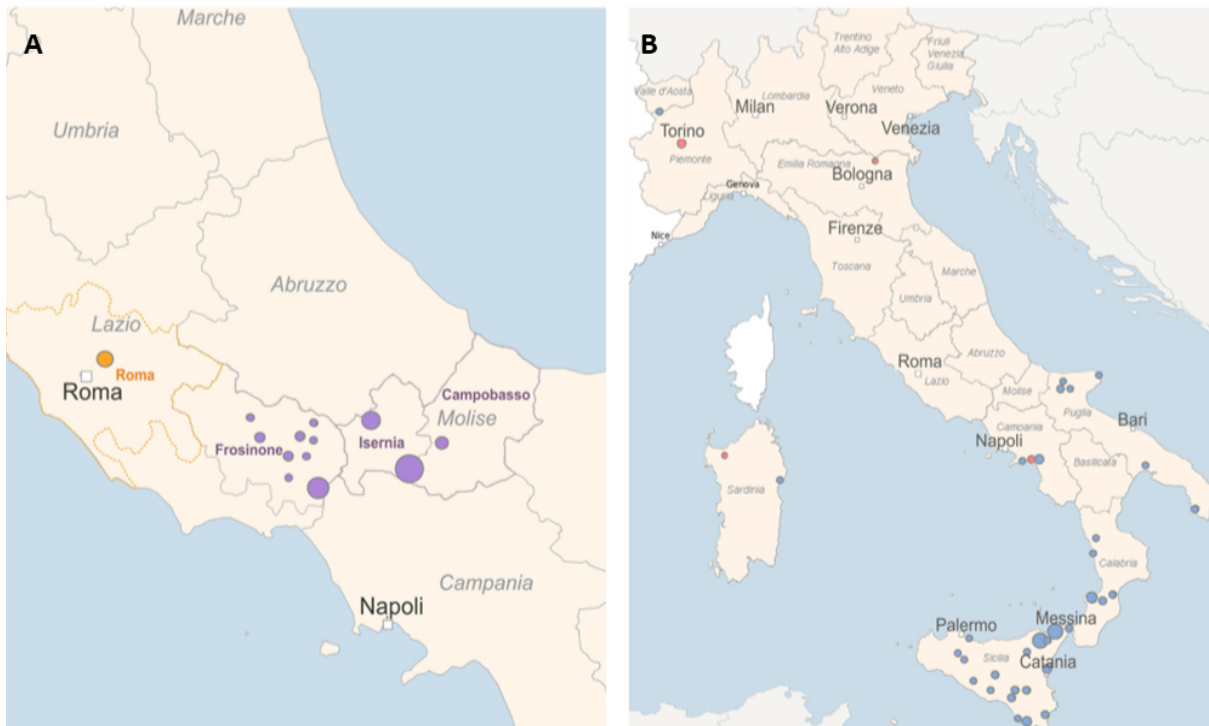 A
Marche
Umbria
Abruzzo
Lazio
Roma
Roma
Campobasso
Molise
Isernia
Frosinone
Campania
Napoli
B
Trentino
Alto Adige
Friuli
Venezia
Giulia
Valle d'Aosta
Lombardia
Veneto
Milan
Verona
Venezia
Torino
Piemonte
Emilia Romagna
Bologna
Genova
Liguria
Nice
Firenze
Toscana
Marche
Umbria
Roma
Lazio
Abruzzo
Molise
Puglia
Bari
Campania
Napoli
Basilicata
Sardinia
Calabria
Palermo
Messina
Sicilia
Catania